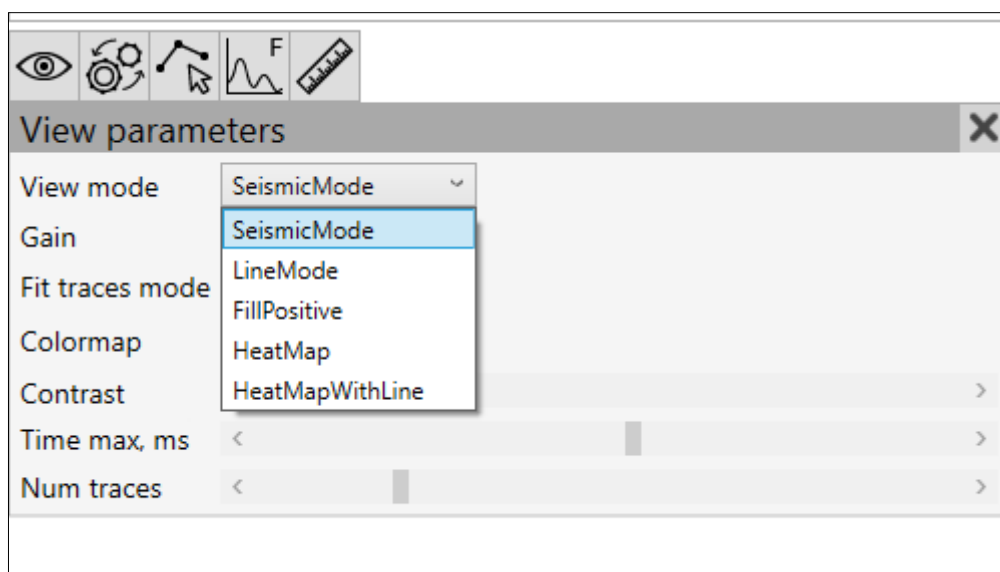 F
View parameters
View mode SeismicMode
SeismicMode
Gain
LineMode
Fit traces mode
FillPositive
Colormap
HeatMap
Contrast
HeatMapWithLine
Time max, ms
Num traces